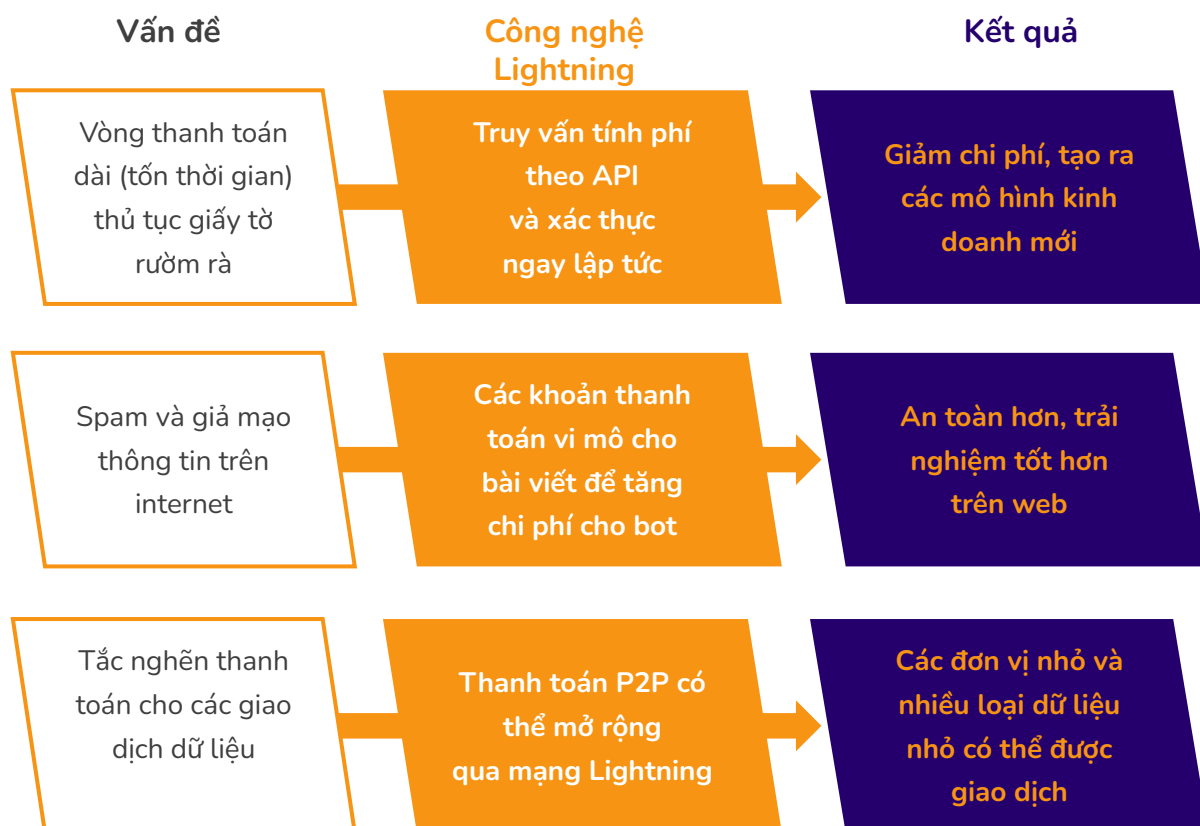 Vấn đề
Công nghệ
Lightning
Kết quả
Vòng thanh toán
dài (tốn thời gian)
thủ tục giấy tờ
rườm rà
Truy vấn tính phí
theo API
và xác thực
ngay lập tức
Giảm chi phí, tạo ra
các mô hình kinh
doanh mới
Spam và giả mạo
thông tin trên
internet
Các khoản thanh
toán vi mô cho
bài viết để tăng
chi phí cho bot
An toàn hơn, trải
nghiệm tốt hơn
trên web
Tắc nghẽn thanh
toán cho các giao
dịch dữ liệu
Thanh toán P2P có
thể mở rộng
qua mạng Lightning
Các đơn vị nhỏ và
nhiều loại dữ liệu
nhỏ có thể được
giao dịch